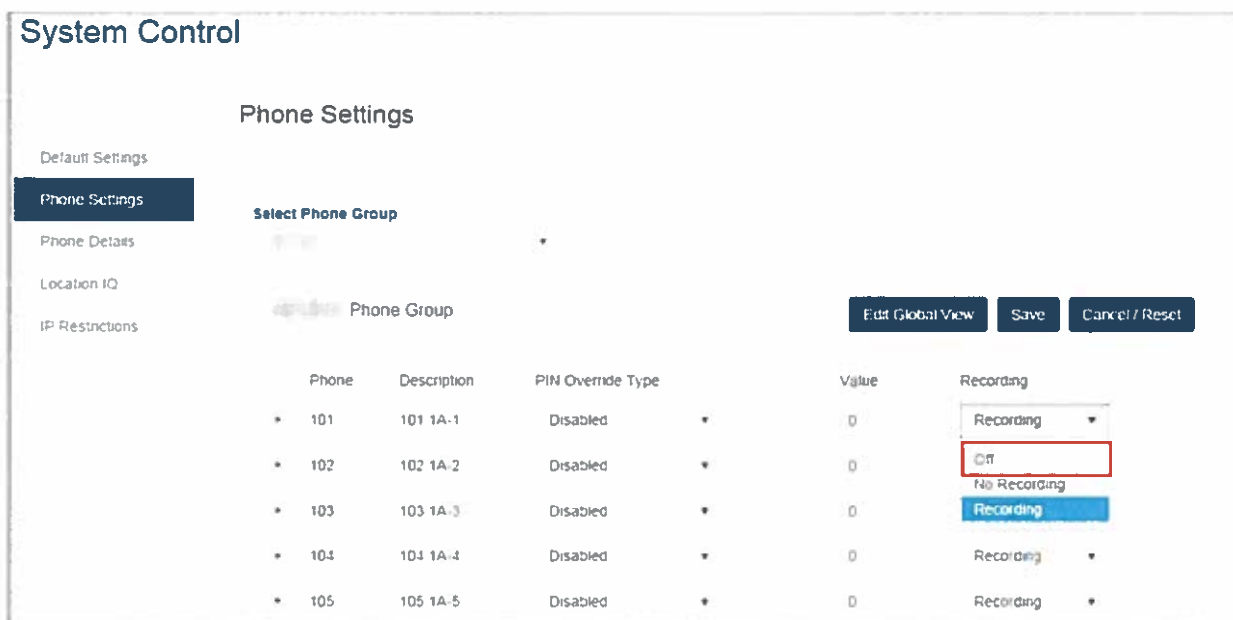 System Control
Phone Settings
Default Settings
Phone Settings
Phone Details
Location IQ
IP Restrictions
Select Phone Group
Phone Group
Edit Global View Save Cancel / Reset
Phone Description PIN Override Type Value Recording
101 101 1A-1 Disabled 0 Recording
102 102 1A-2 Disabled 0
Off
No Recording
Recording
103 103 1A-3 Disabled 0
104 104 1A-4 Disabled 0 Recording
105 105 1A-5 Disabled 0 Recording